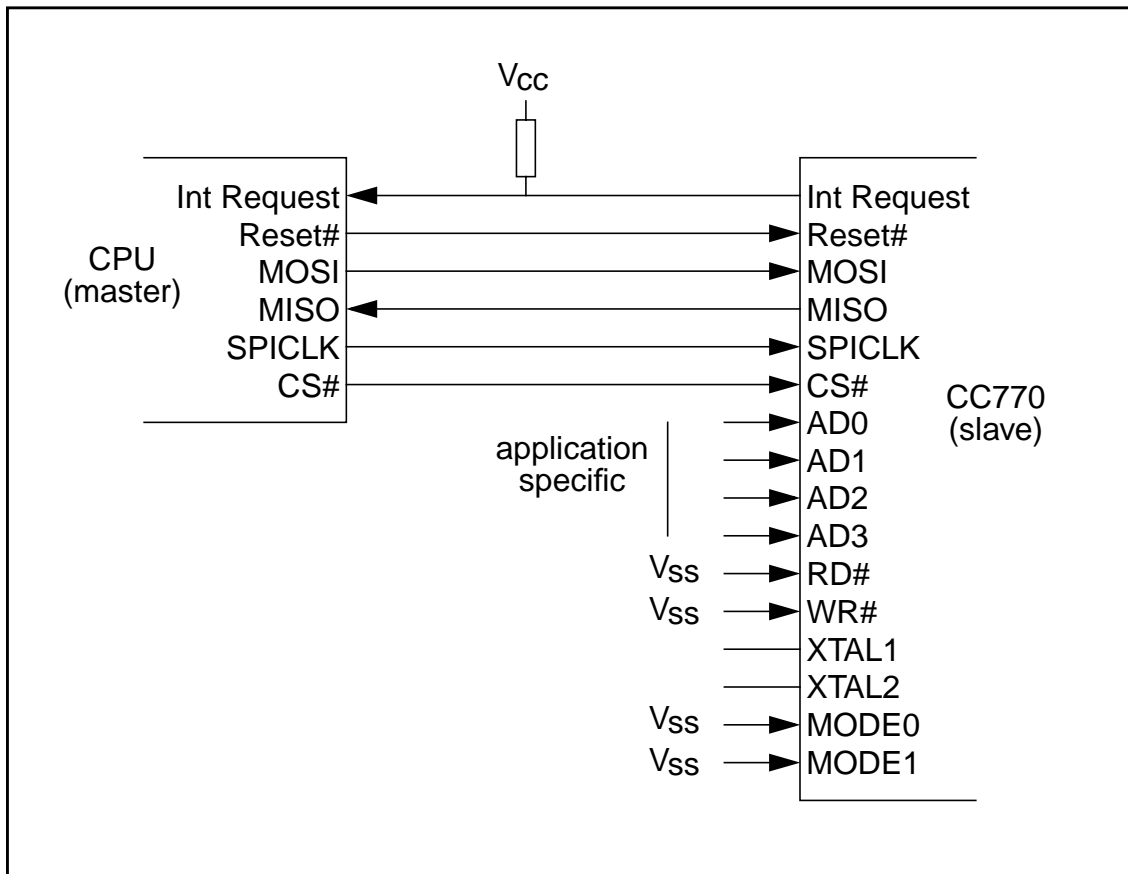 Vcc
Int Request
Reset#
MOSI
MISO
SPICLK
CS#
CPU
(master)
Int Request
Reset#
MOSI
MISO
SPICLK
CS#
AD0
AD1
AD2
AD3
RD#
WR#
XTAL1
XTAL2
MODE0
MODE1
CC770
(slave)
application
specific
Vss
Vss
Vss
Vss